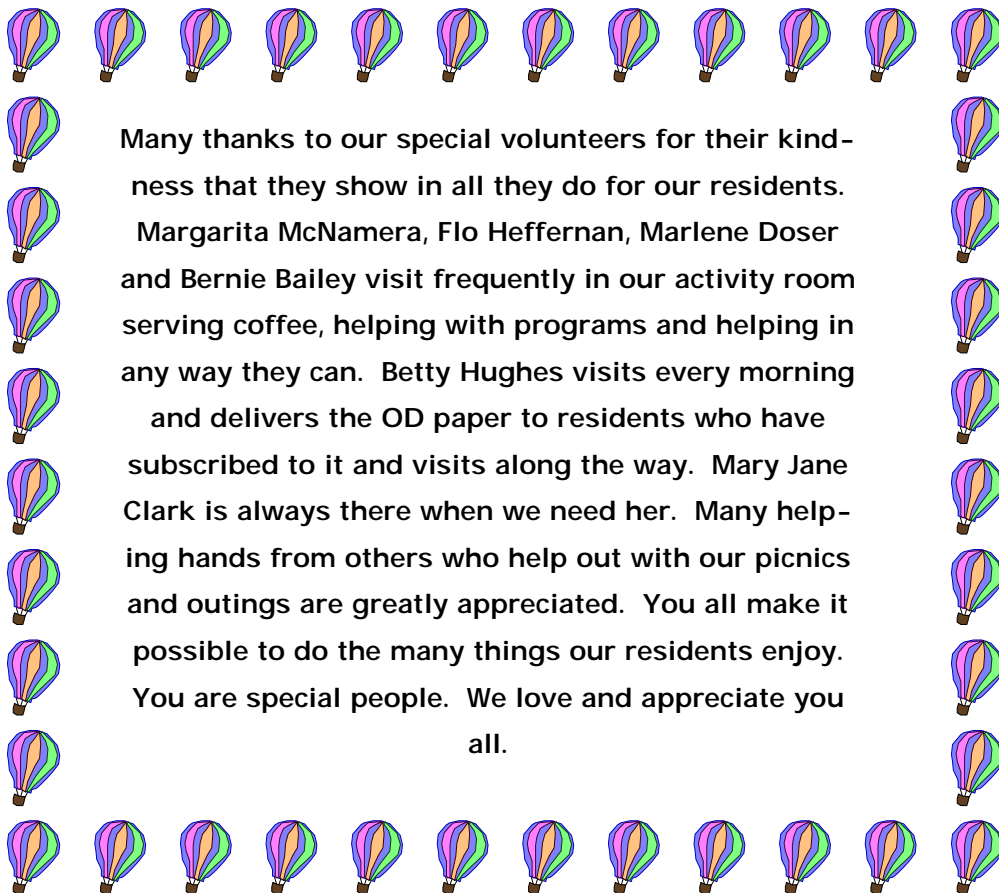 Many thanks to our special volunteers for their kind-
ness that they show in all they do for our residents.
Margarita McNamera, Flo Heffernan, Marlene Doser
and Bernie Bailey visit frequently in our activity room
serving coffee, helping with programs and helping in
any way they can.  Betty Hughes visits every morning
and delivers the OD paper to residents who have
subscribed to it and visits along the way.  Mary Jane
Clark is always there when we need her.  Many help-
ing hands from others who help out with our picnics
and outings are greatly appreciated.  You all make it
possible to do the many things our residents enjoy.
You are special people.  We love and appreciate you
all.